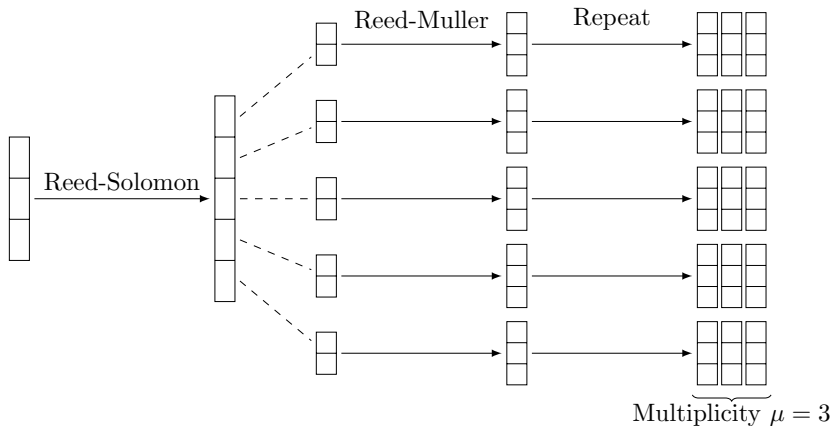 Reed-Muller
Repeat
Reed-Solomon
Multiplicity μ = 3